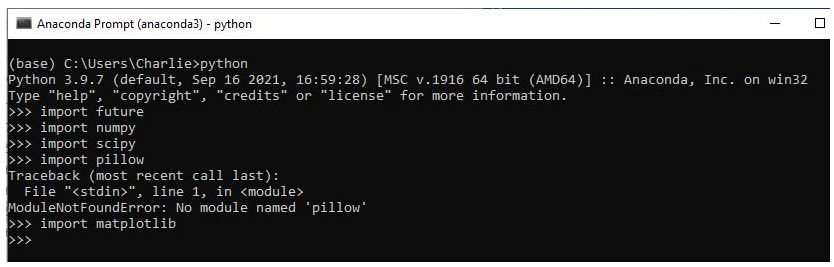 Anaconda Prompt (anaconda3) - python
(base) C:\Users\Charlie>python
Python 3.9.7 (default, Sep 16 2021, 16:59:28) [MSC v.1916 64 bit (AMD64)] :: Anaconda, Inc. on win32
Type "help", "copyright", "credits" or "license" for more information.
>>> import future
>>> import numpy
>>> import scipy
>>> import pillow
Traceback (most recent call last):
  File "<stdin>", line 1, in <module>
ModuleNotFoundError: No module named 'pillow'
>>> import matplotlib
>>>